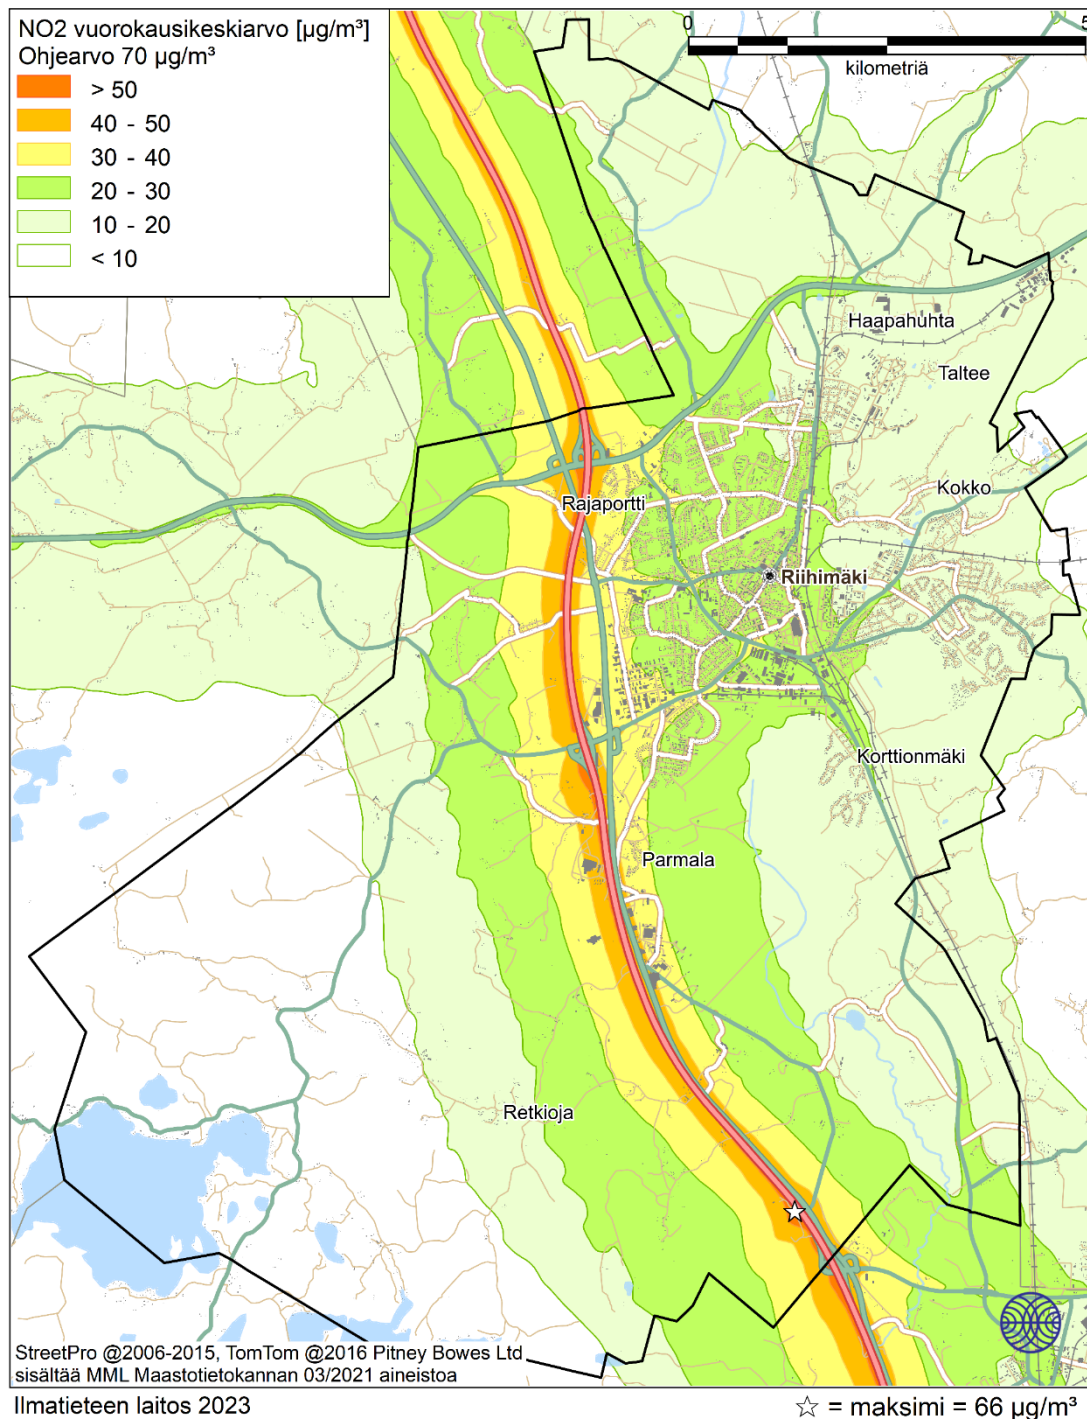 NO2 vuorokausikeskiarvo [µg/m³]
Ohjearvo 70 µg/m³
> 50
40 - 50
30 - 40
20 - 30
10 - 20
< 10
0 5
kilometriä
Haapahuhta
Taltee
Kokko
Rajaportti
Riihimäki
Korttionmäki
Parmala
Retkioja
StreetPro @2006-2015, TomTom @2016 Pitney Bowes Ltd
sisältää MML Maastotietokannan 03/2021 aineistoa
Ilmatieteen laitos 2023
☆ = maksimi = 66 µg/m³